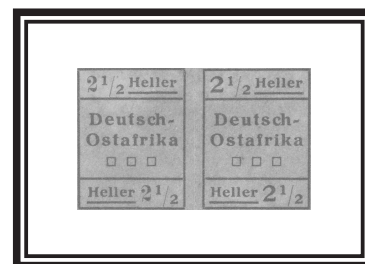 2 1/2 Heller
Deutsch-
Ostafrika
Heller 2 1/2
2 1/2 Heller
Deutsch-
Ostafrika
Heller 2 1/2